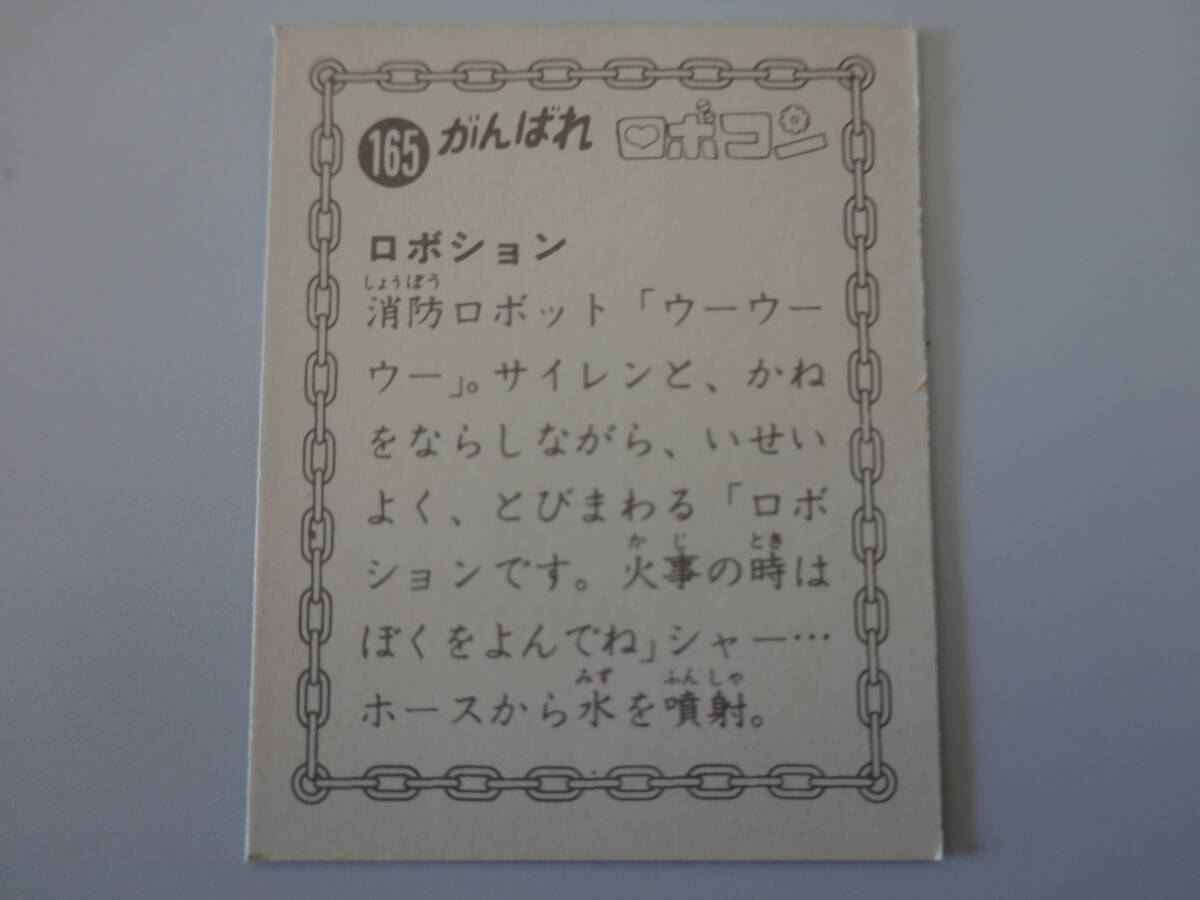 165 がんばれ ロボコン
ロボション
しょうぼう
消防ロボット「ウーウー
ウー」。サイレンと、かね
をならしながら、いせい
よく、とびまわる「ロボ
かじ とき
ションです。火事の時は
ぼくをよんでね」シャー…
みず ふんしゃ
ホースから水を噴射。